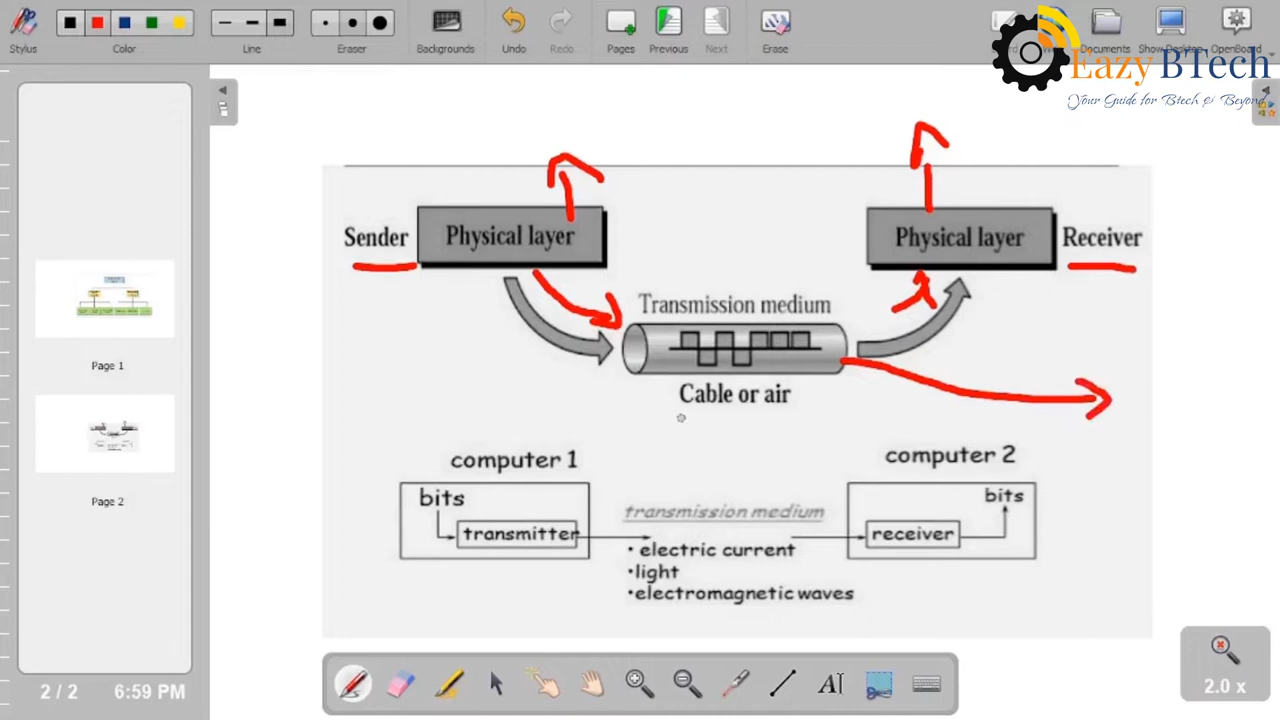 Stylus
Color
Line
Eraser
Backgrounds
Undo
Redo
Pages
Previous
Next
Erase
Documents
Show Desktop
OpenBoard
Eazy BTech
Your Guide for Btech & Beyond
Sender
Physical layer
Physical layer
Receiver
Transmission medium
Cable or air
computer 1
computer 2
bits
transmitter
transmission medium
• electric current
•light
•electromagnetic waves
bits
receiver
Page 1
Page 2
2 / 2
6:59 PM
2.0 x